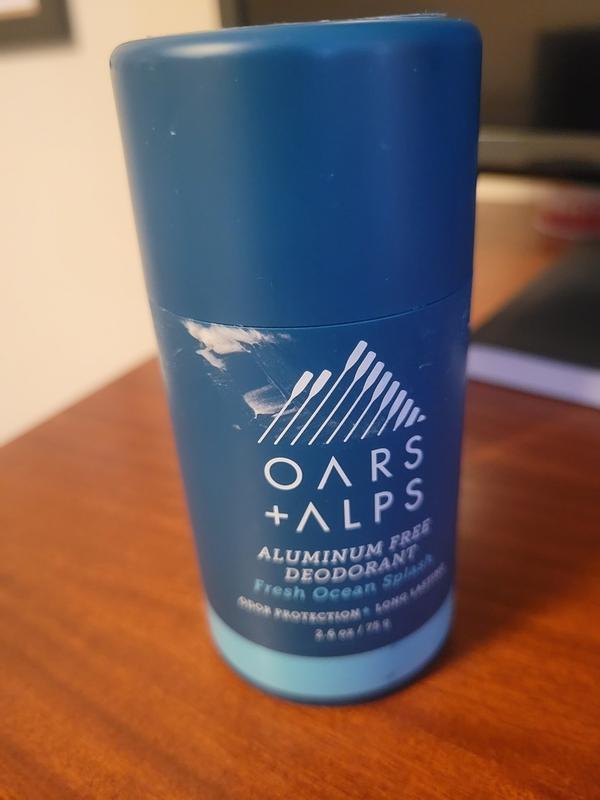 OARS
+ALPS
ALUMINUM FREE
DEODORANT
Fresh Ocean Splash
ODOR PROTECTION + LONG LASTING
2.6 oz / 75 g